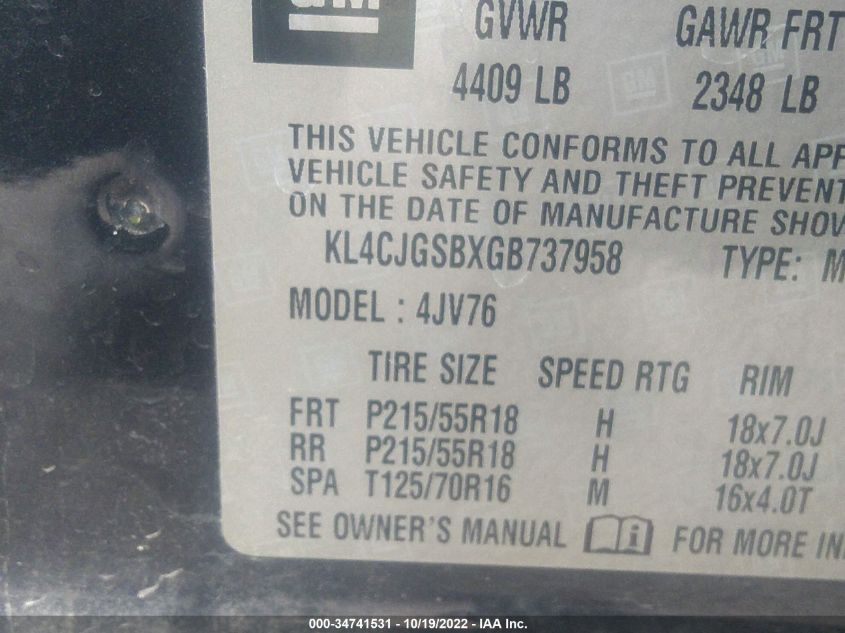 GM
GVWR GAWR FRT
4409 LB 2348 LB
THIS VEHICLE CONFORMS TO ALL APP
VEHICLE SAFETY AND THEFT PREVENT
ON THE DATE OF MANUFACTURE SHOW
KL4CJGSBXGB737958 TYPE: M
MODEL : 4JV76
TIRE SIZE SPEED RTG RIM
FRT P215/55R18 H 18x7.0J
RR P215/55R18 H 18x7.0J
SPA T125/70R16 M 16x4.0T
SEE OWNER'S MANUAL FOR MORE IN
000-34741531 - 10/19/2022 - IAA Inc.